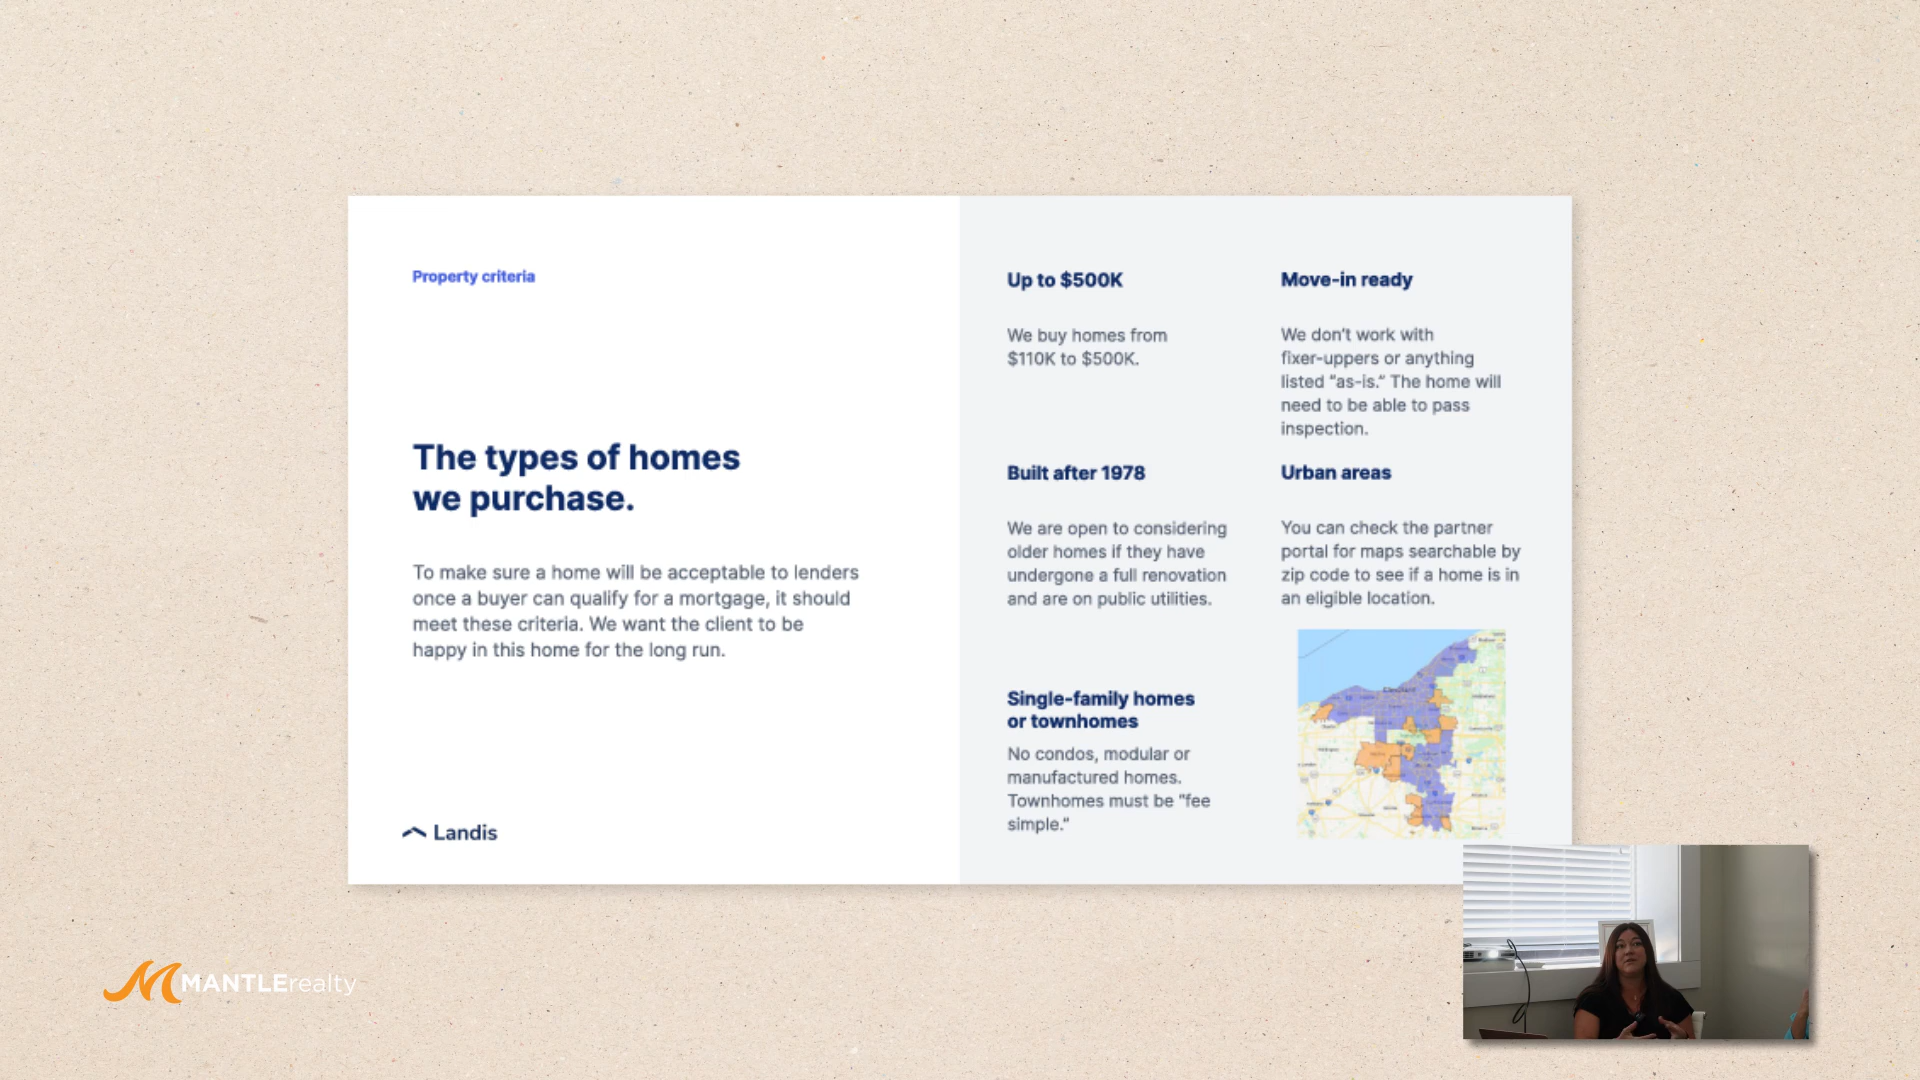 Property criteria
The types of homes
we purchase.
To make sure a home will be acceptable to lenders
once a buyer can qualify for a mortgage, it should
meet these criteria. We want the client to be
happy in this home for the long run.
Landis
Up to $500K
We buy homes from
$110K to $500K.
Move-in ready
We don't work with
fixer-uppers or anything
listed "as-is." The home will
need to be able to pass
inspection.
Built after 1978
We are open to considering
older homes if they have
undergone a full renovation
and are on public utilities.
Urban areas
You can check the partner
portal for maps searchable by
zip code to see if a home is in
an eligible location.
Single-family homes
or townhomes
No condos, modular or
manufactured homes.
Townhomes must be "fee
simple."
Cleveland
MANTLErealty